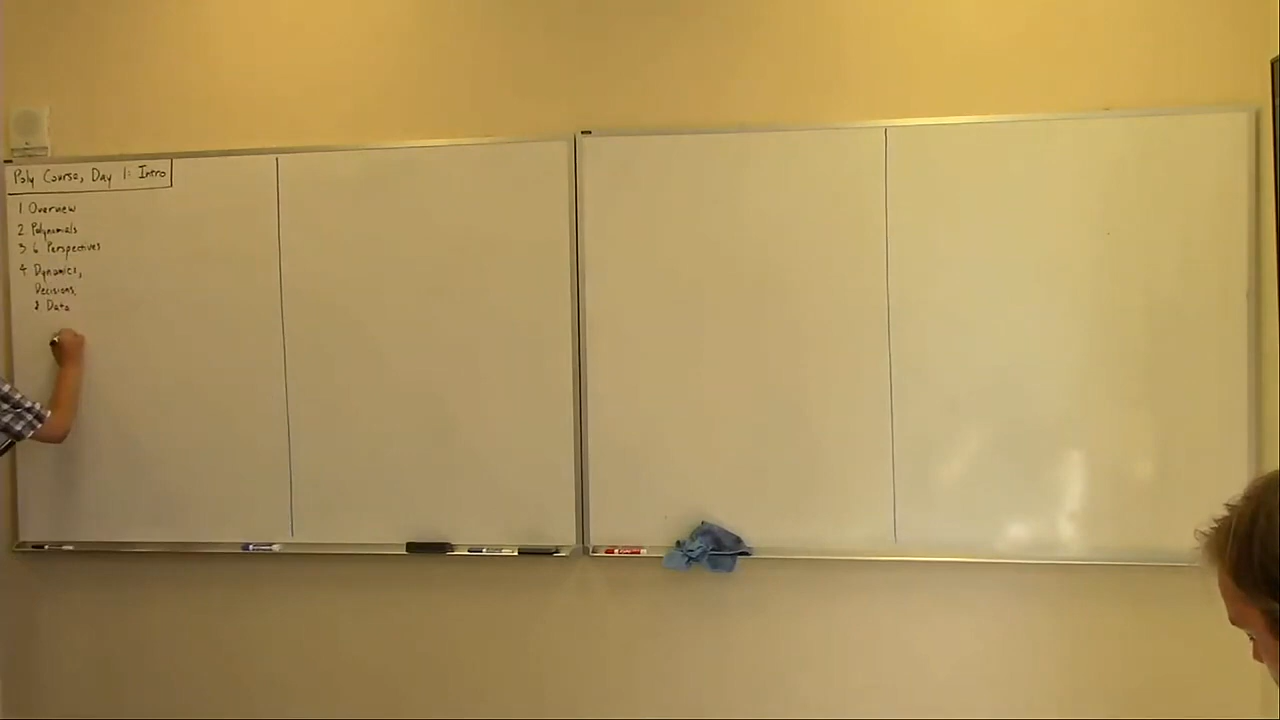 Poly Course, Day 1: Intro
1 Overview
2 Polynomials
3 6 Perspectives
4 Dynamics,
Decisions,
& Data